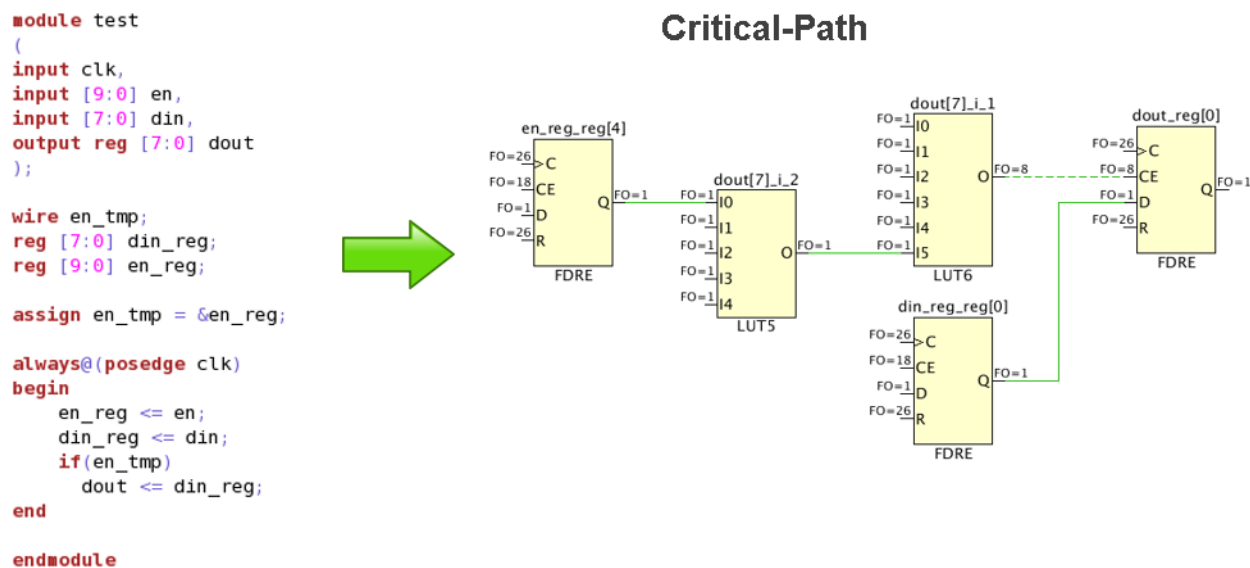 module test
(
input clk,
input [9:0] en,
input [7:0] din,
output reg [7:0] dout
);
wire en_tmp;
reg [7:0] din_reg;
reg [9:0] en_reg;
assign en_tmp = &en_reg;
always@(posedge clk)
begin
en_reg <= en;
din_reg <= din;
if(en_tmp)
dout <= din_reg;
end
endmodule
Critical-Path
en_reg_reg[4]
FO=26 C
FO=18 CE
FO=1 D
FO=26 R
Q FO=1
FDRE
dout[7]_i_2
FO=1 I0
FO=1 I1
FO=1 I2
FO=1 I3
FO=1 I4
O FO=1
LUT5
dout[7]_i_1
FO=1 I0
FO=1 I1
FO=1 I2
FO=1 I3
FO=1 I4
FO=1 I5
O FO=8
LUT6
din_reg_reg[0]
FO=26 C
FO=18 CE
FO=1 D
FO=26 R
Q FO=1
FDRE
dout_reg[0]
FO=26 C
FO=8 CE
FO=1 D
FO=26 R
Q FO=1
FDRE